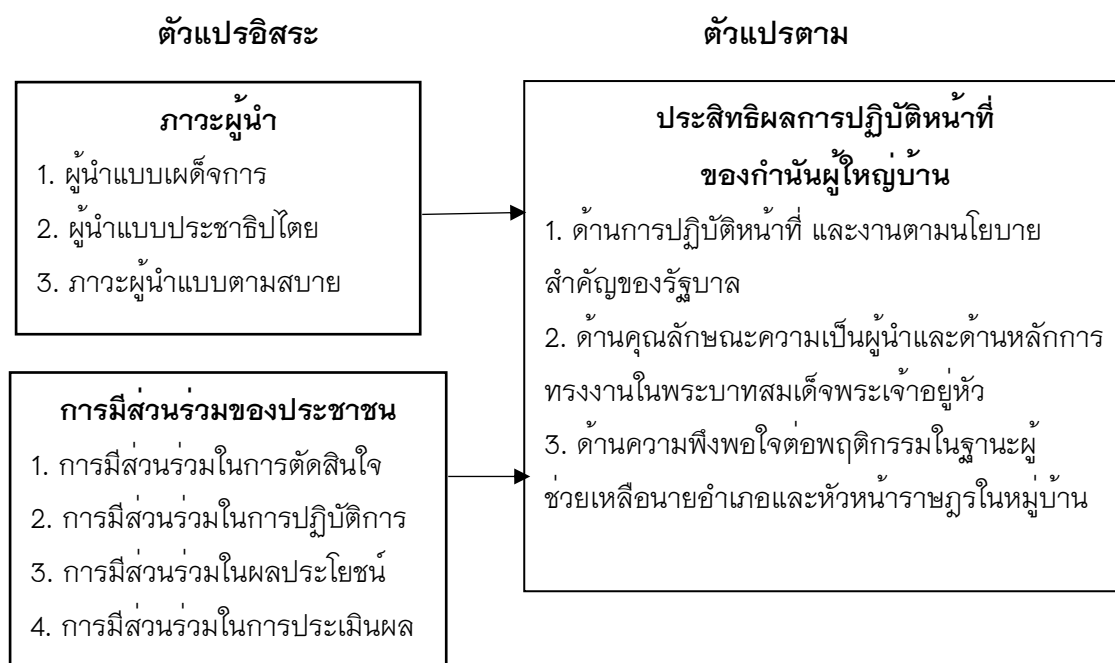 ตัวแปรอิสระ
ตัวแปรตาม
ภาวะผู้นำ
1. ผู้นำแบบเผด็จการ
2. ผู้นำแบบประชาธิปไตย
3. ภาวะผู้นำแบบตามสบาย
การมีส่วนร่วมของประชาชน
1. การมีส่วนร่วมในการตัดสินใจ
2. การมีส่วนร่วมในการปฏิบัติการ
3. การมีส่วนร่วมในผลประโยชน์
4. การมีส่วนร่วมในการประเมินผล
ประสิทธิผลการปฏิบัติหน้าที่
ของกำนันผู้ใหญ่บ้าน
1. ด้านการปฏิบัติหน้าที่ และงานตามนโยบาย
สำคัญของรัฐบาล
2. ด้านคุณลักษณะความเป็นผู้นำและด้านหลักการ
ทรงงานในพระบาทสมเด็จพระเจ้าอยู่หัว
3. ด้านความพึงพอใจต่อพฤติกรรมในฐานะผู้
ช่วยเหลือนายอำเภอและหัวหน้าราษฎรในหมู่บ้าน